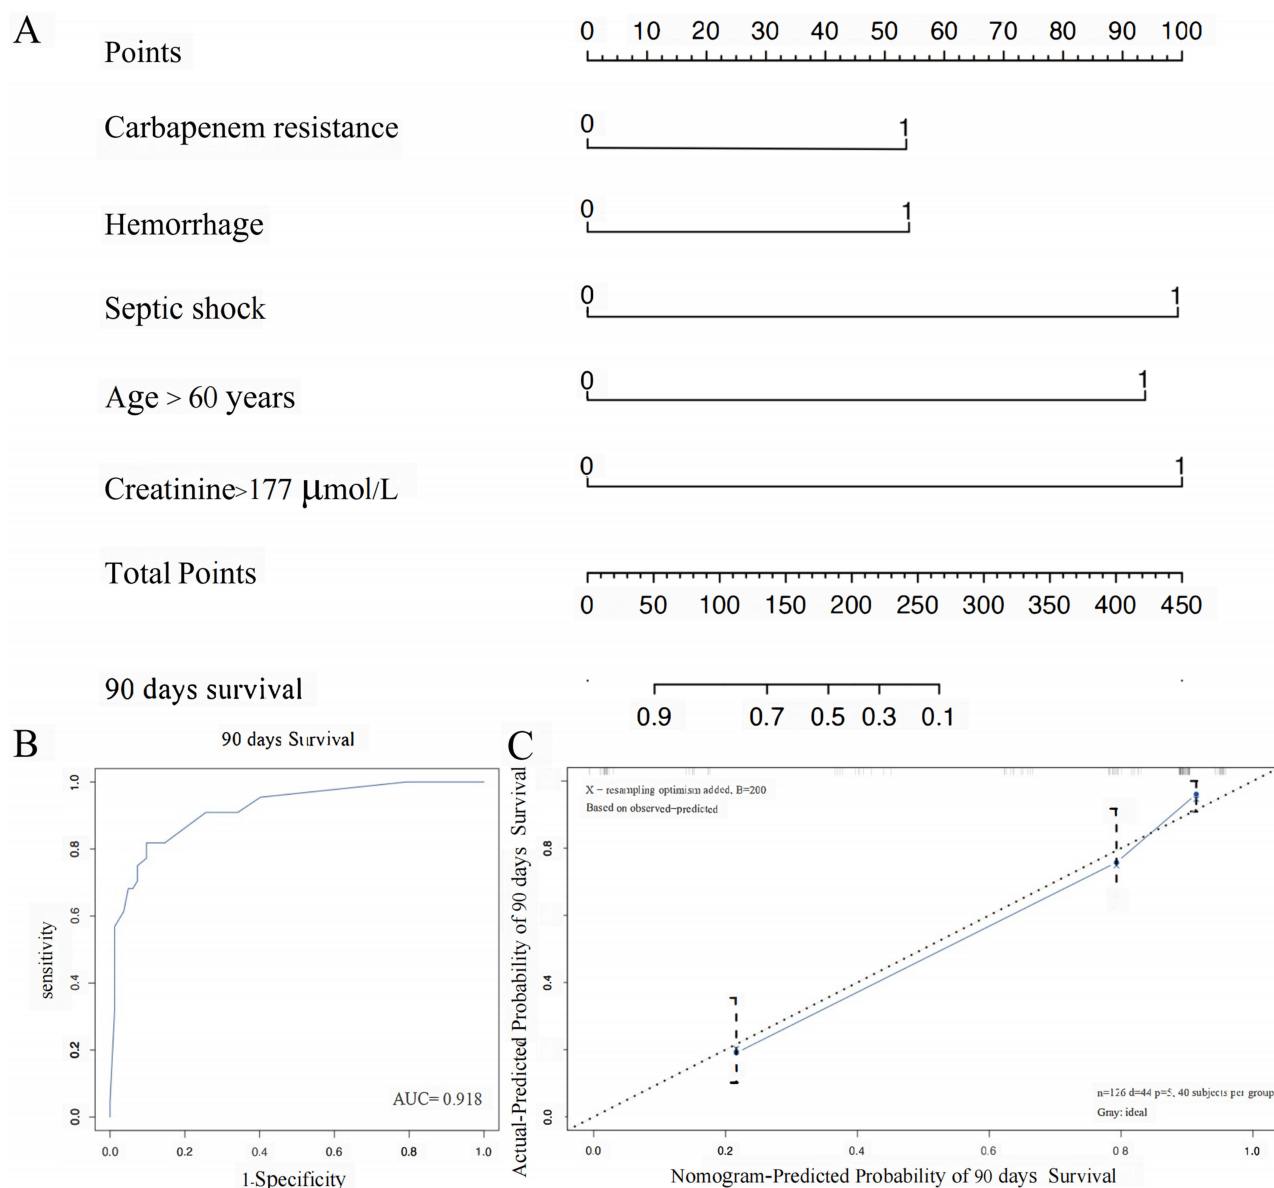 A
Points
0 10 20 30 40 50 60 70 80 90 100
Carbapenem resistance
0 1
Hemorrhage
0 1
Septic shock
0 1
Age > 60 years
0 1
Creatinine>177 μmol/L
0 1
Total Points
0 50 100 150 200 250 300 350 400 450
90 days survival
0.9 0.7 0.5 0.3 0.1
B
90 days Survival
sensitivity
1.0
0.8
0.6
0.4
0.2
0.0
AUC= 0.918
0.0 0.2 0.4 0.6 0.8 1.0
1-Specificity
C
Actual-Predicted Probability of 90 days Survival
X – resampling optimism added, B=200
Based on observed–predicted
0.8
0.4
0.0
n=126 d=44 p=5, 40 subjects per group
Gray: ideal
0.0 0.2 0.4 0.6 0.8 1.0
Nomogram-Predicted Probability of 90 days Survival